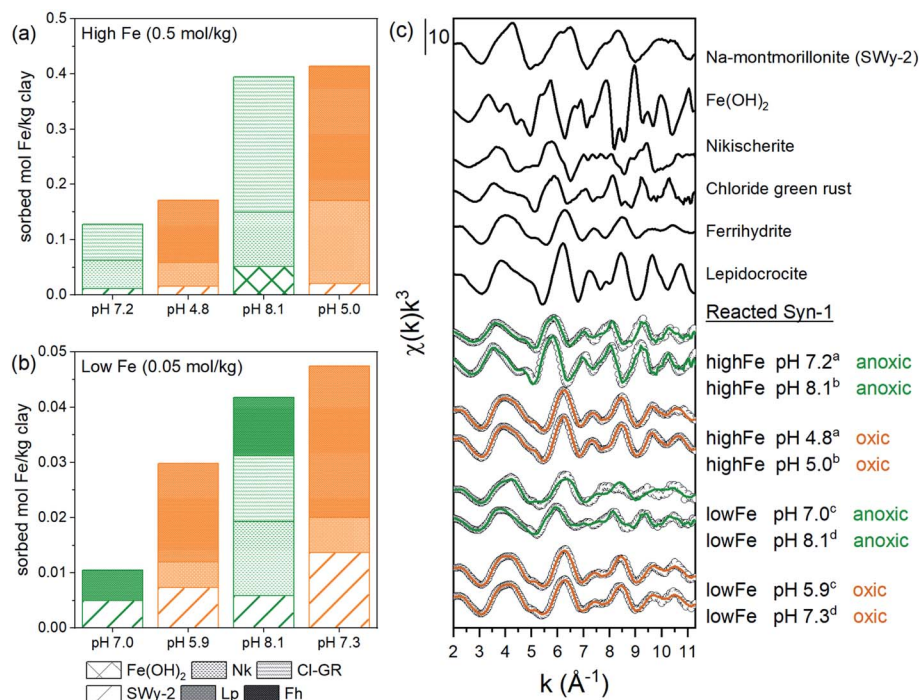 (a)
High Fe (0.5 mol/kg)
sorbed mol Fe/kg clay
0.5
0.4
0.3
0.2
0.1
0.0
pH 7.2 pH 4.8 pH 8.1 pH 5.0
(b)
Low Fe (0.05 mol/kg)
sorbed mol Fe/kg clay
0.05
0.04
0.03
0.02
0.01
0.00
pH 7.0 pH 5.9 pH 8.1 pH 7.3
Fe(OH)₂ Nk Cl-GR
SWy-2 Lp Fh
(c)
10
χ(k)k³
Na-montmorillonite (SWy-2)
Fe(OH)₂
Nikischerite
Chloride green rust
Ferrihydrite
Lepidocrocite
Reacted Syn-1
highFe pH 7.2ᵃ anoxic
highFe pH 8.1ᵇ anoxic
highFe pH 4.8ᵃ oxic
highFe pH 5.0ᵇ oxic
lowFe pH 7.0ᶜ anoxic
lowFe pH 8.1ᵈ anoxic
lowFe pH 5.9ᶜ oxic
lowFe pH 7.3ᵈ oxic
2 3 4 5 6 7 8 9 10 11
k (Å⁻¹)